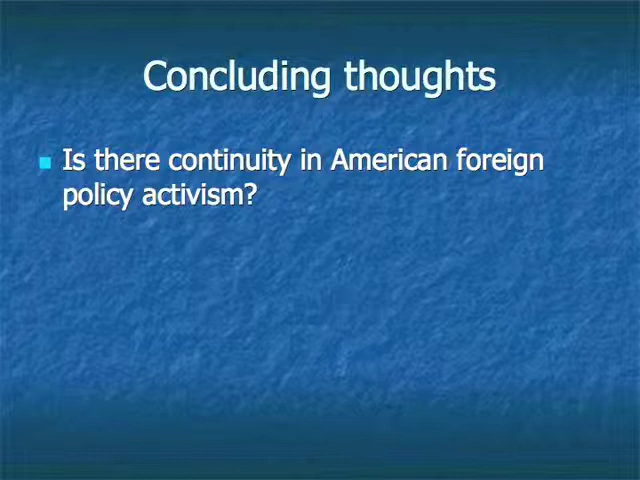 Concluding thoughts
Is there continuity in American foreign
policy activism?